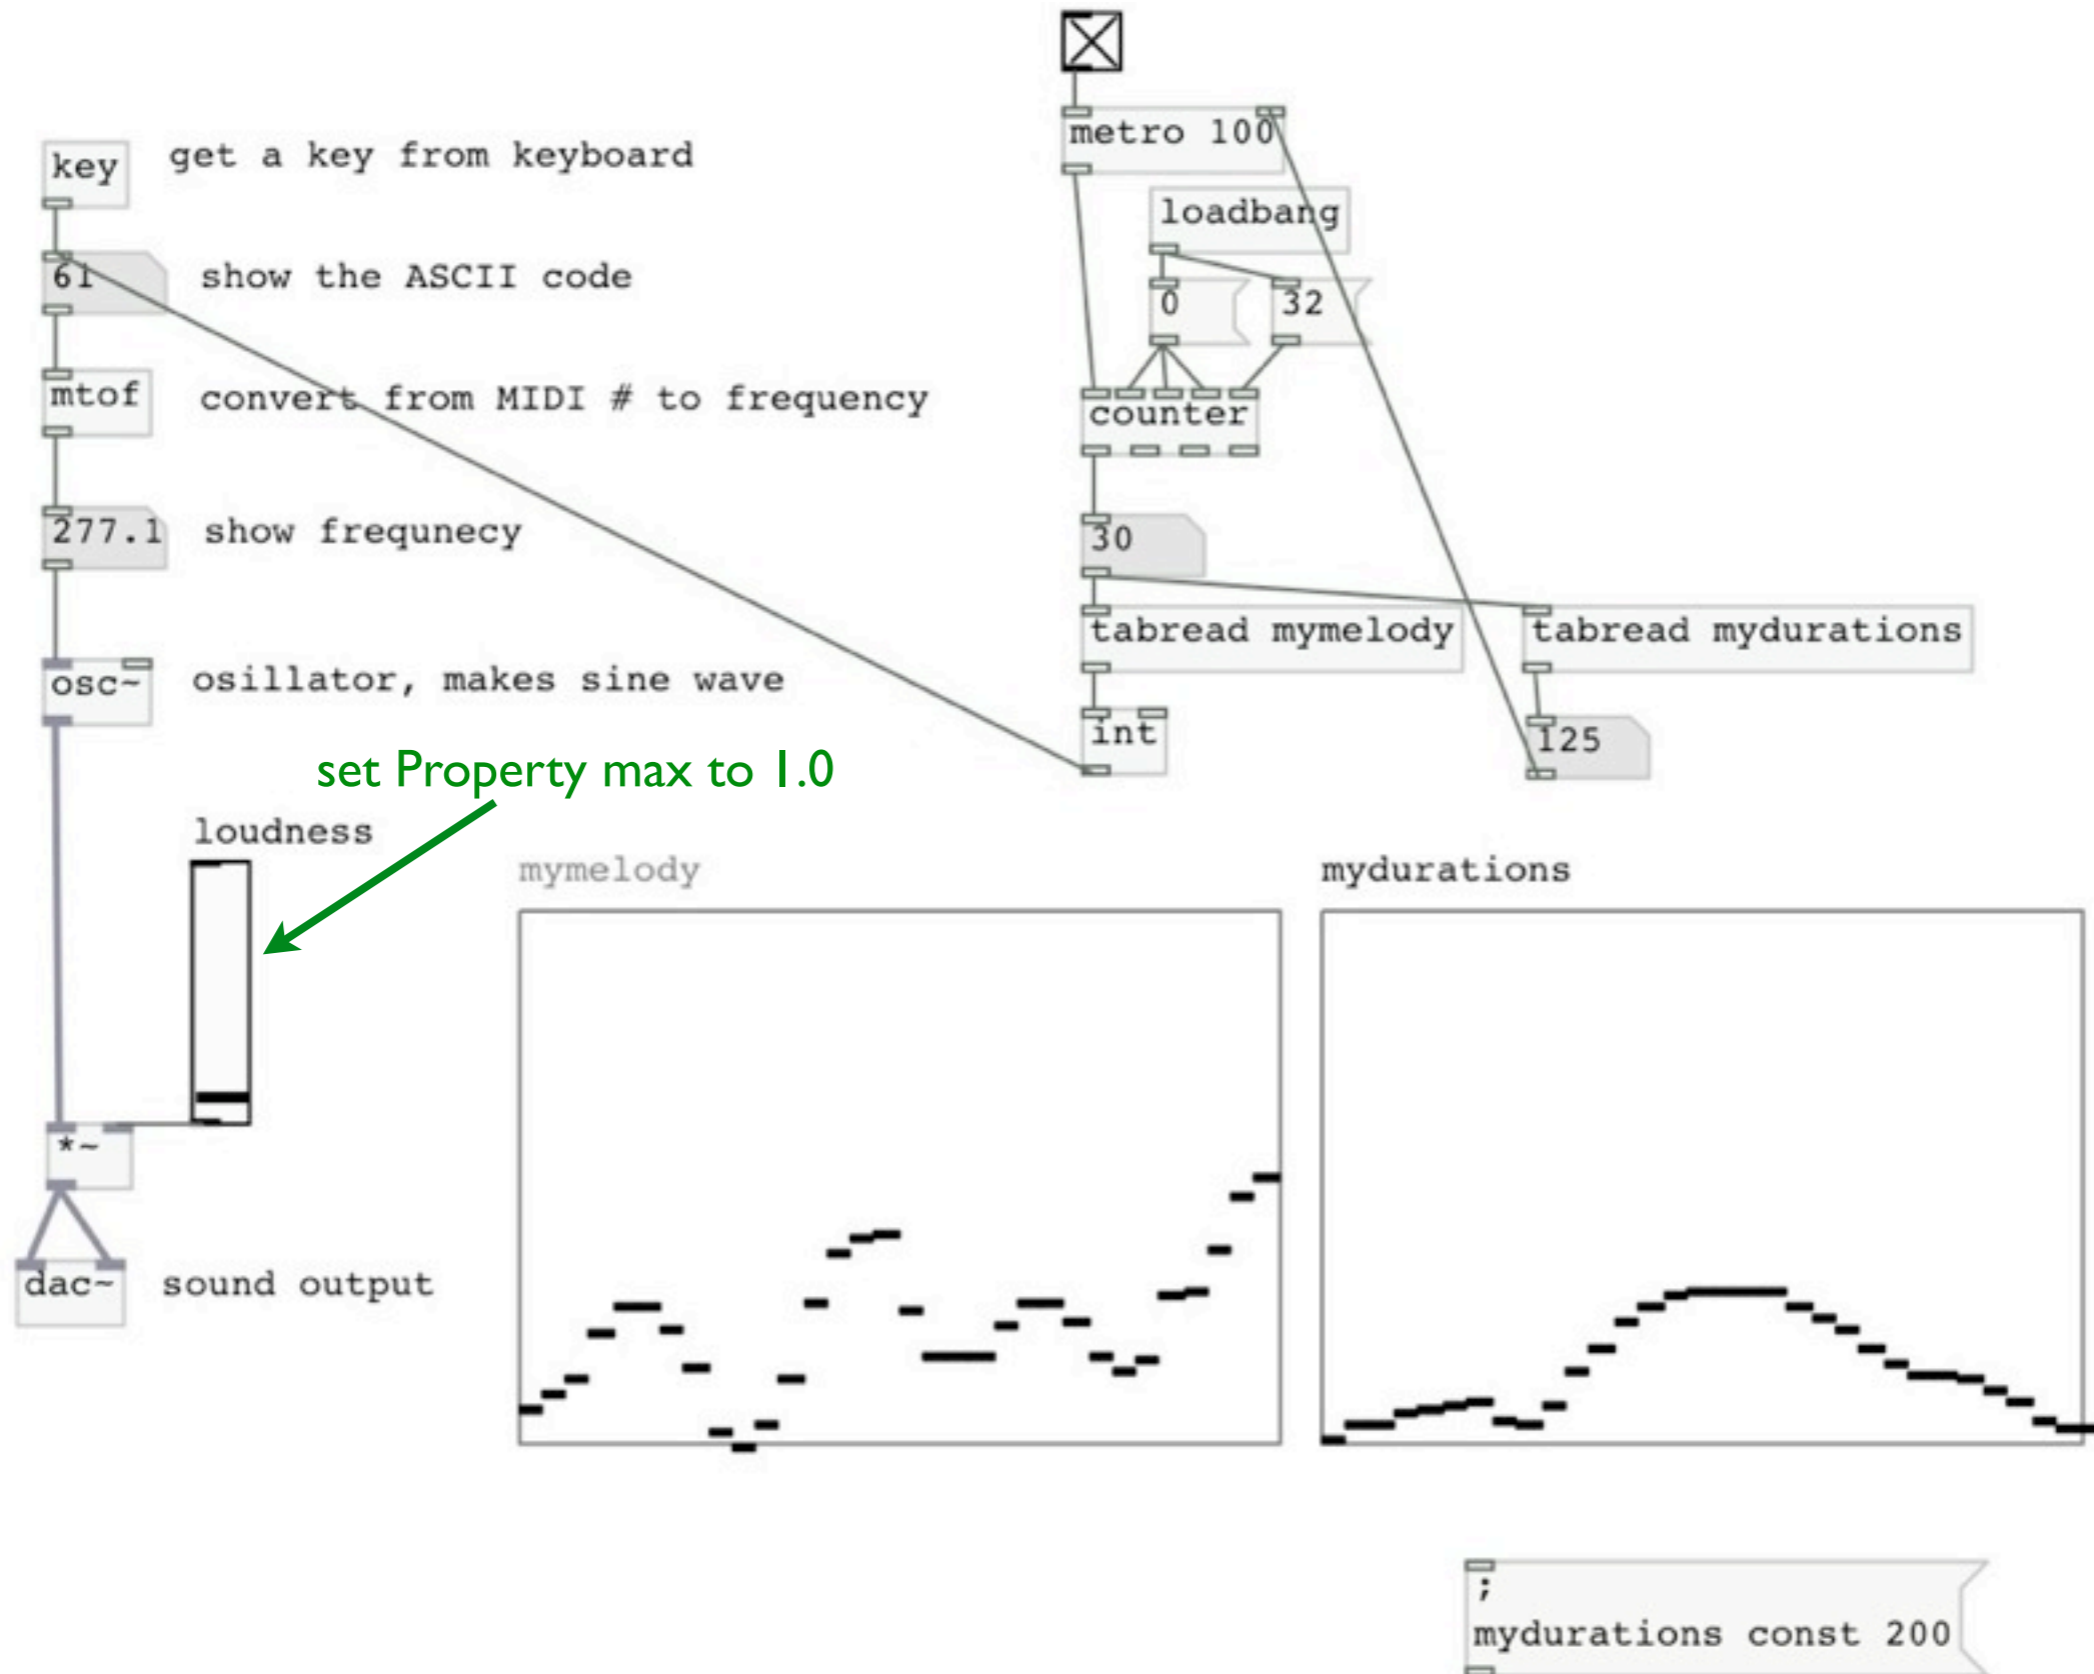 key
get a key from keyboard
61
show the ASCII code
mtof
convert from MIDI # to frequency
277.1
show frequnecy
osc~
osillator, makes sine wave
set Property max to 1.0
loudness
*~
dac~
sound output
metro 100
loadbang
0
32
counter
30
tabread mymelody
tabread mydurations
int
125
mymelody
mydurations
;
mydurations const 200